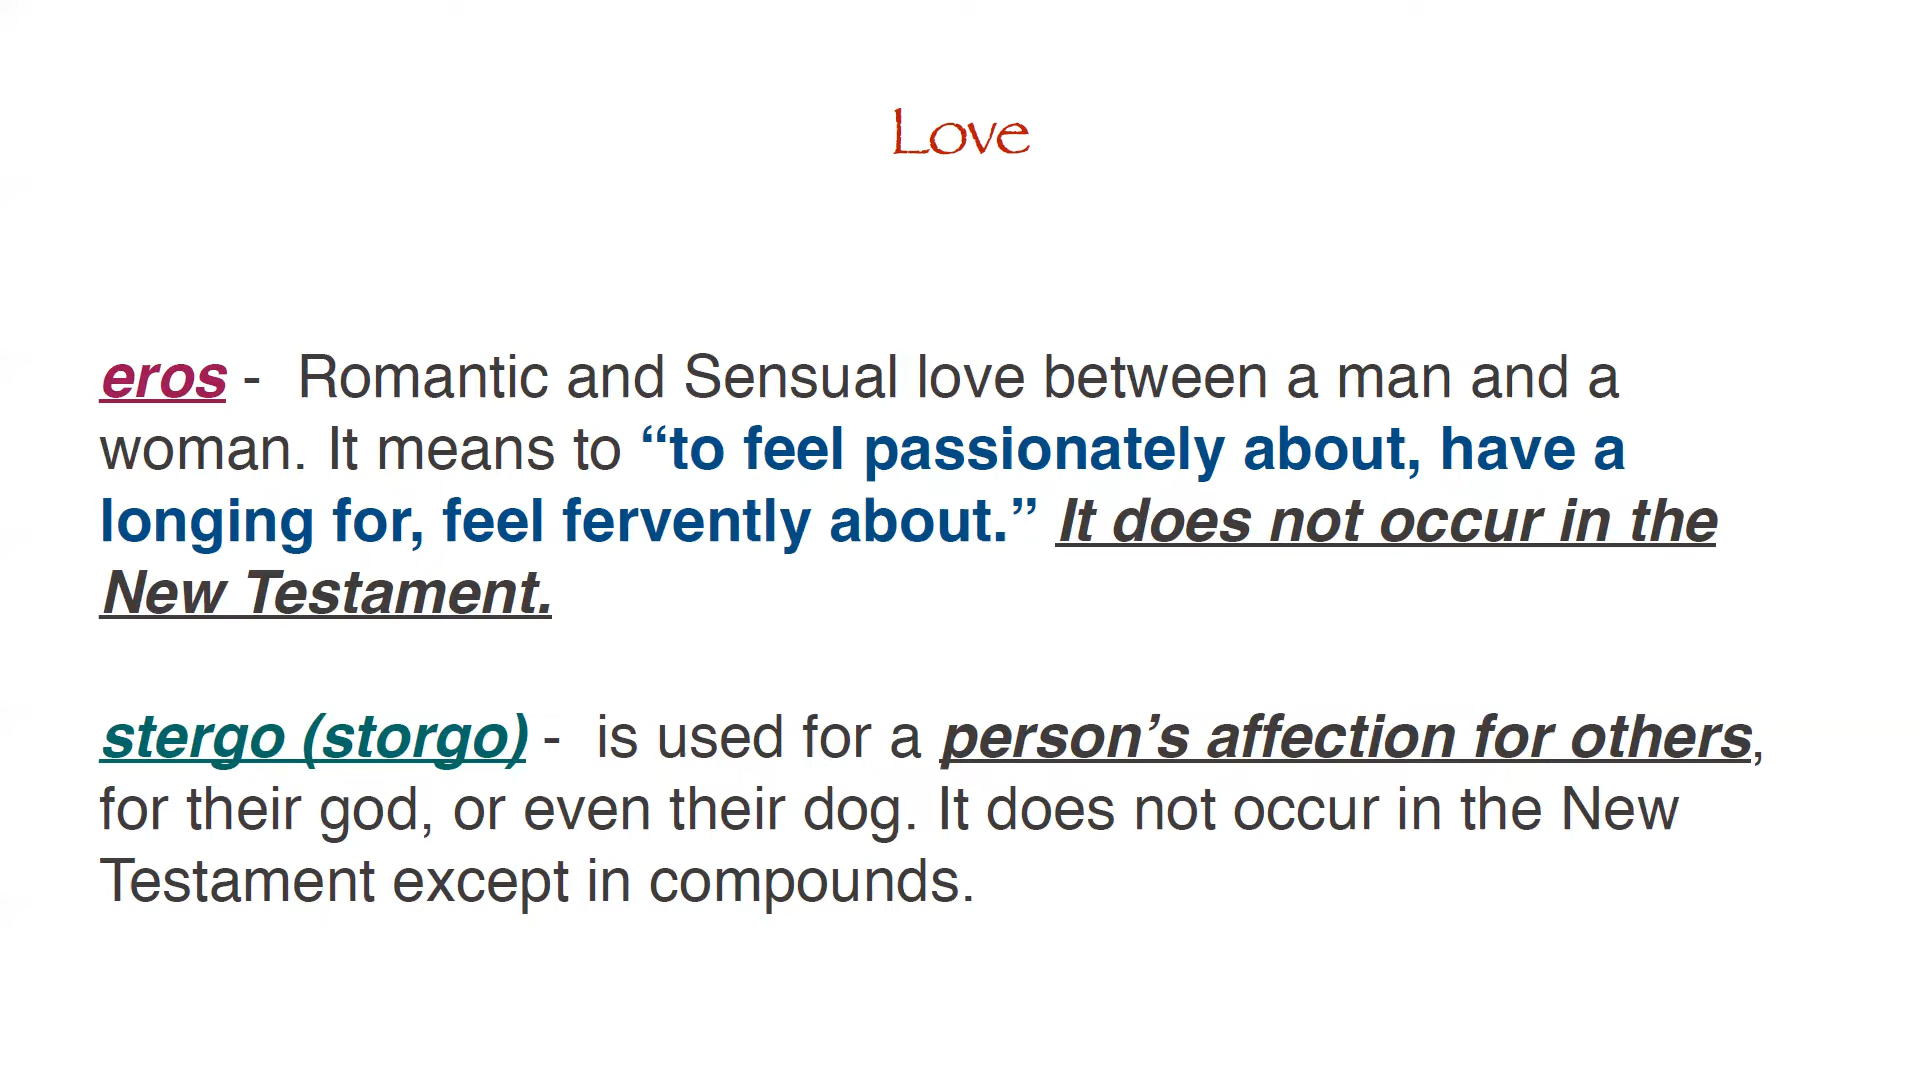 Love
eros -  Romantic and Sensual love between a man and a
woman. It means to “to feel passionately about, have a
longing for, feel fervently about.” It does not occur in the
New Testament.
stergo (storgo) -  is used for a person’s affection for others,
for their god, or even their dog. It does not occur in the New
Testament except in compounds.